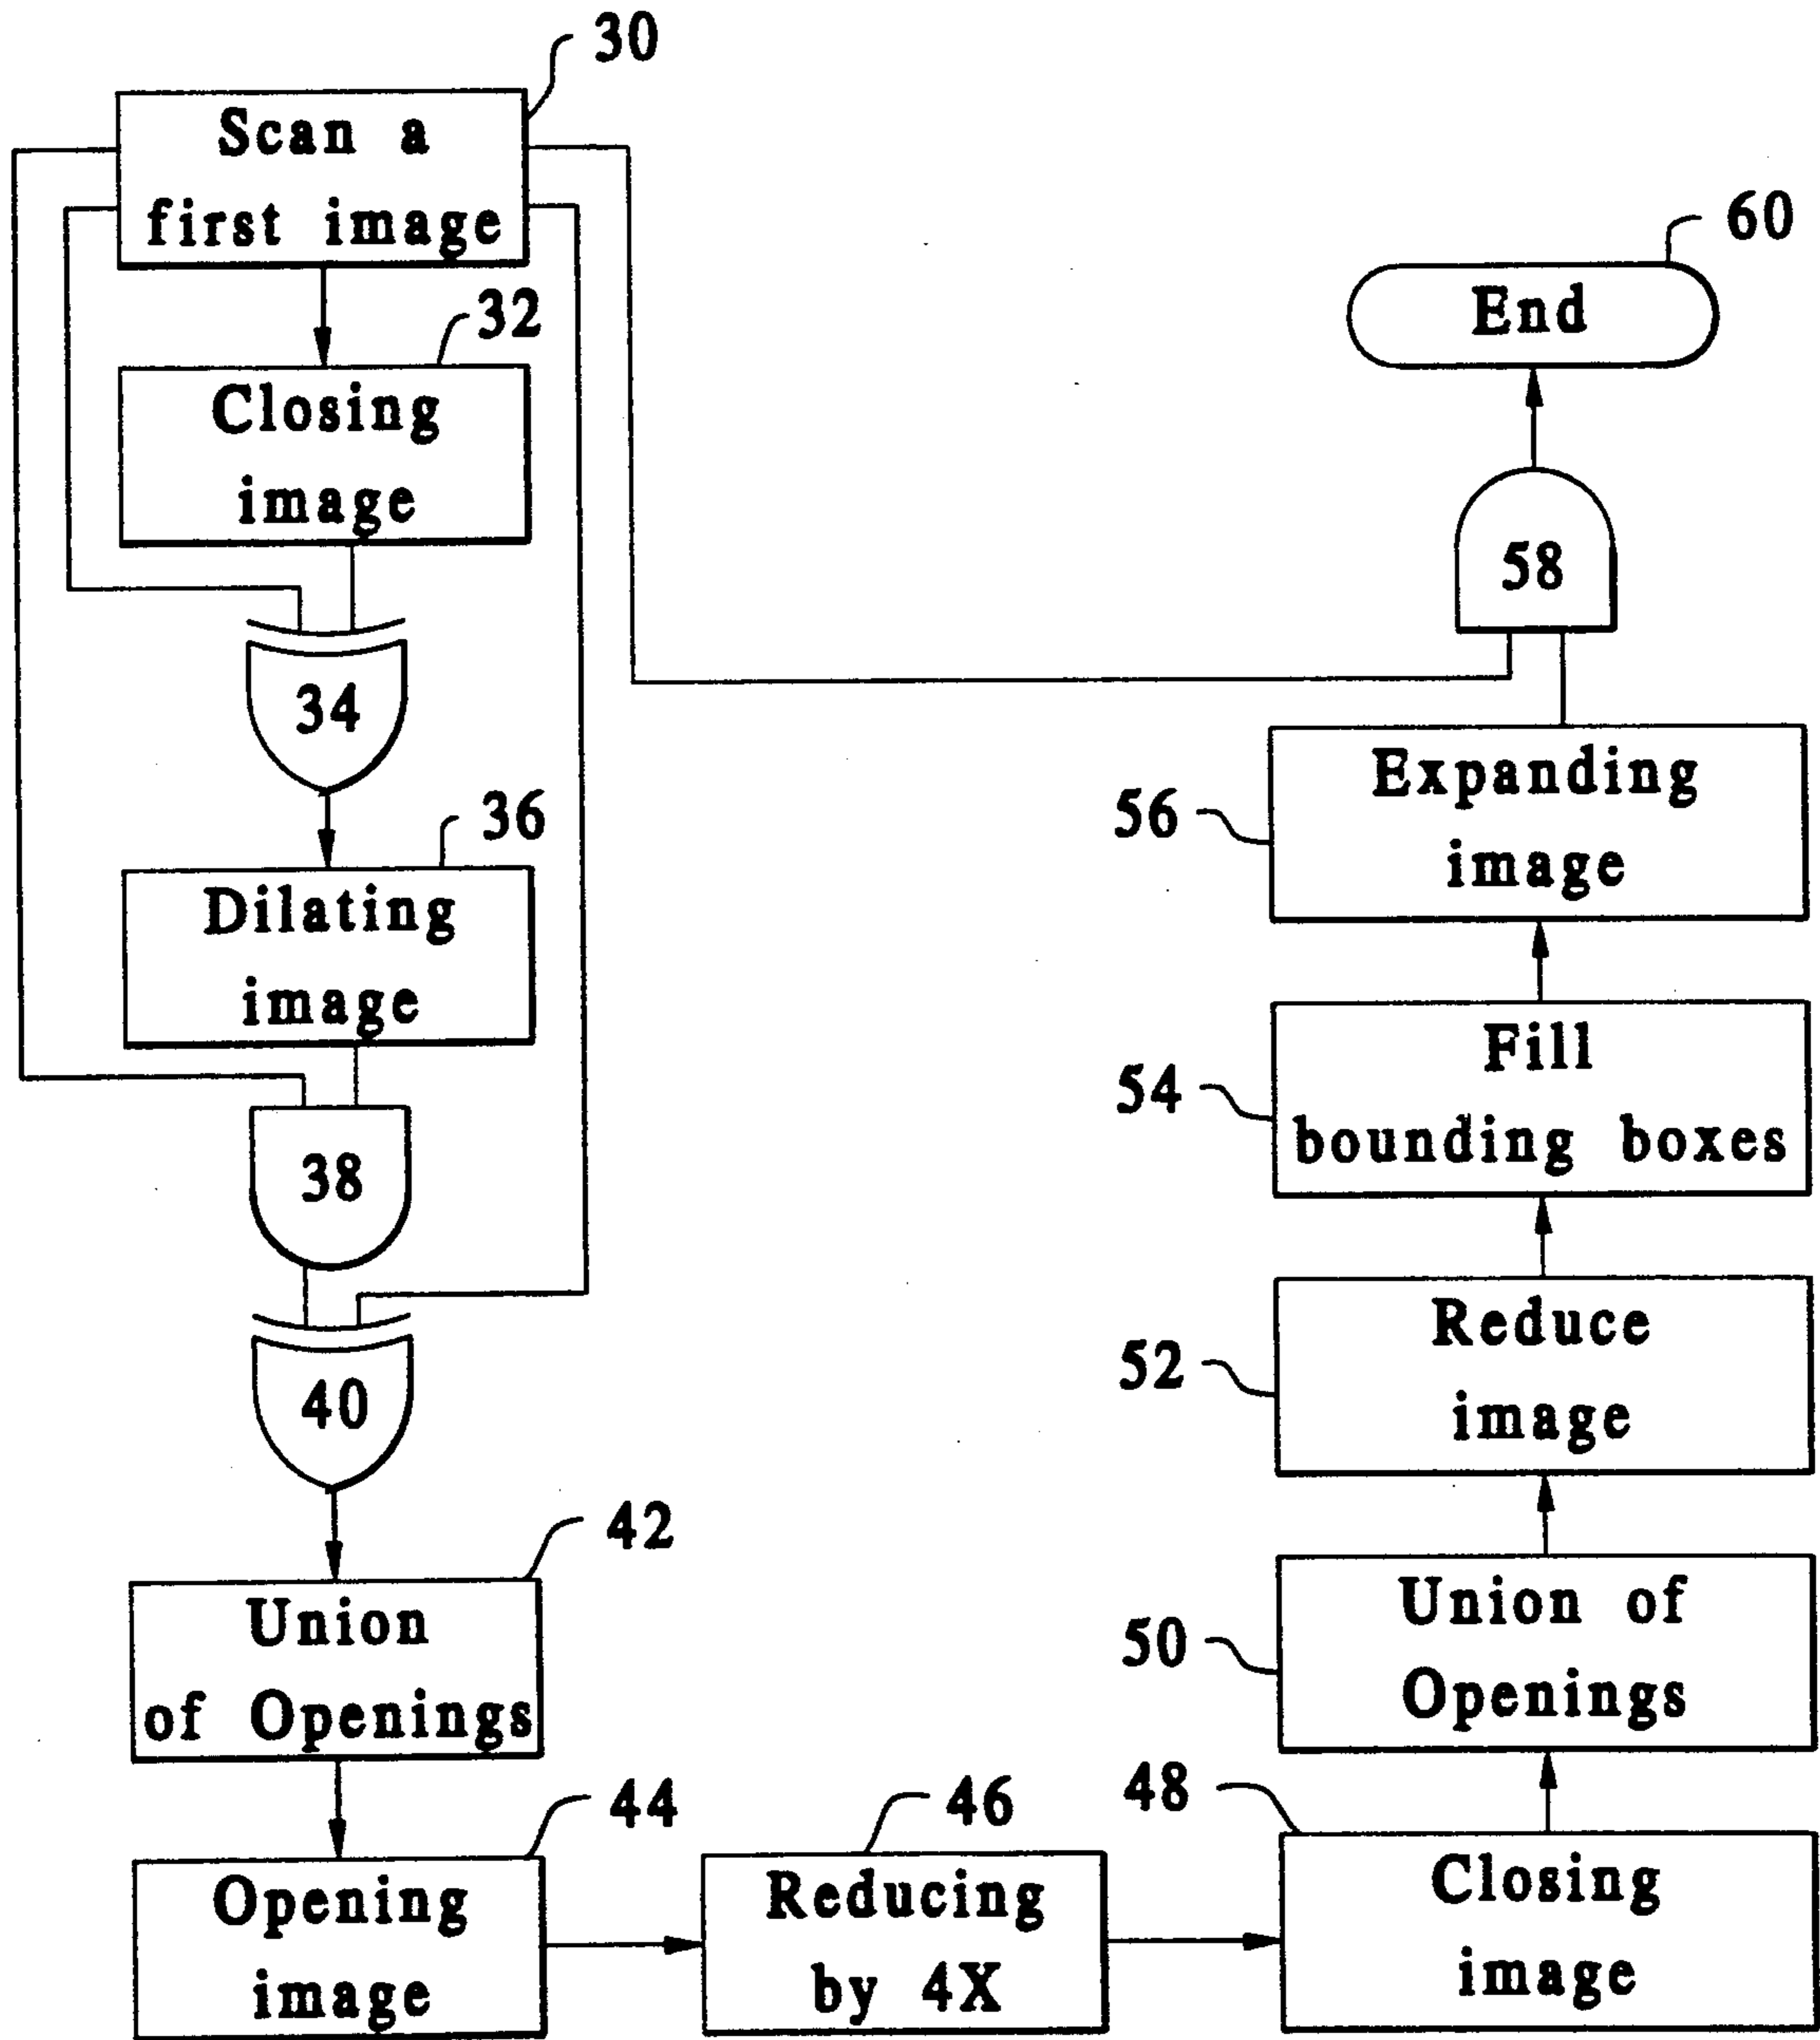 30
Scan a
first image
32
Closing
image
34
36
Dilating
image
38
40
42
Union
of Openings
44
Opening
image
46
Reducing
by 4X
48
Closing
image
50
Union of
Openings
52
Reduce
image
54
Fill
bounding boxes
56
Expanding
image
58
60
End